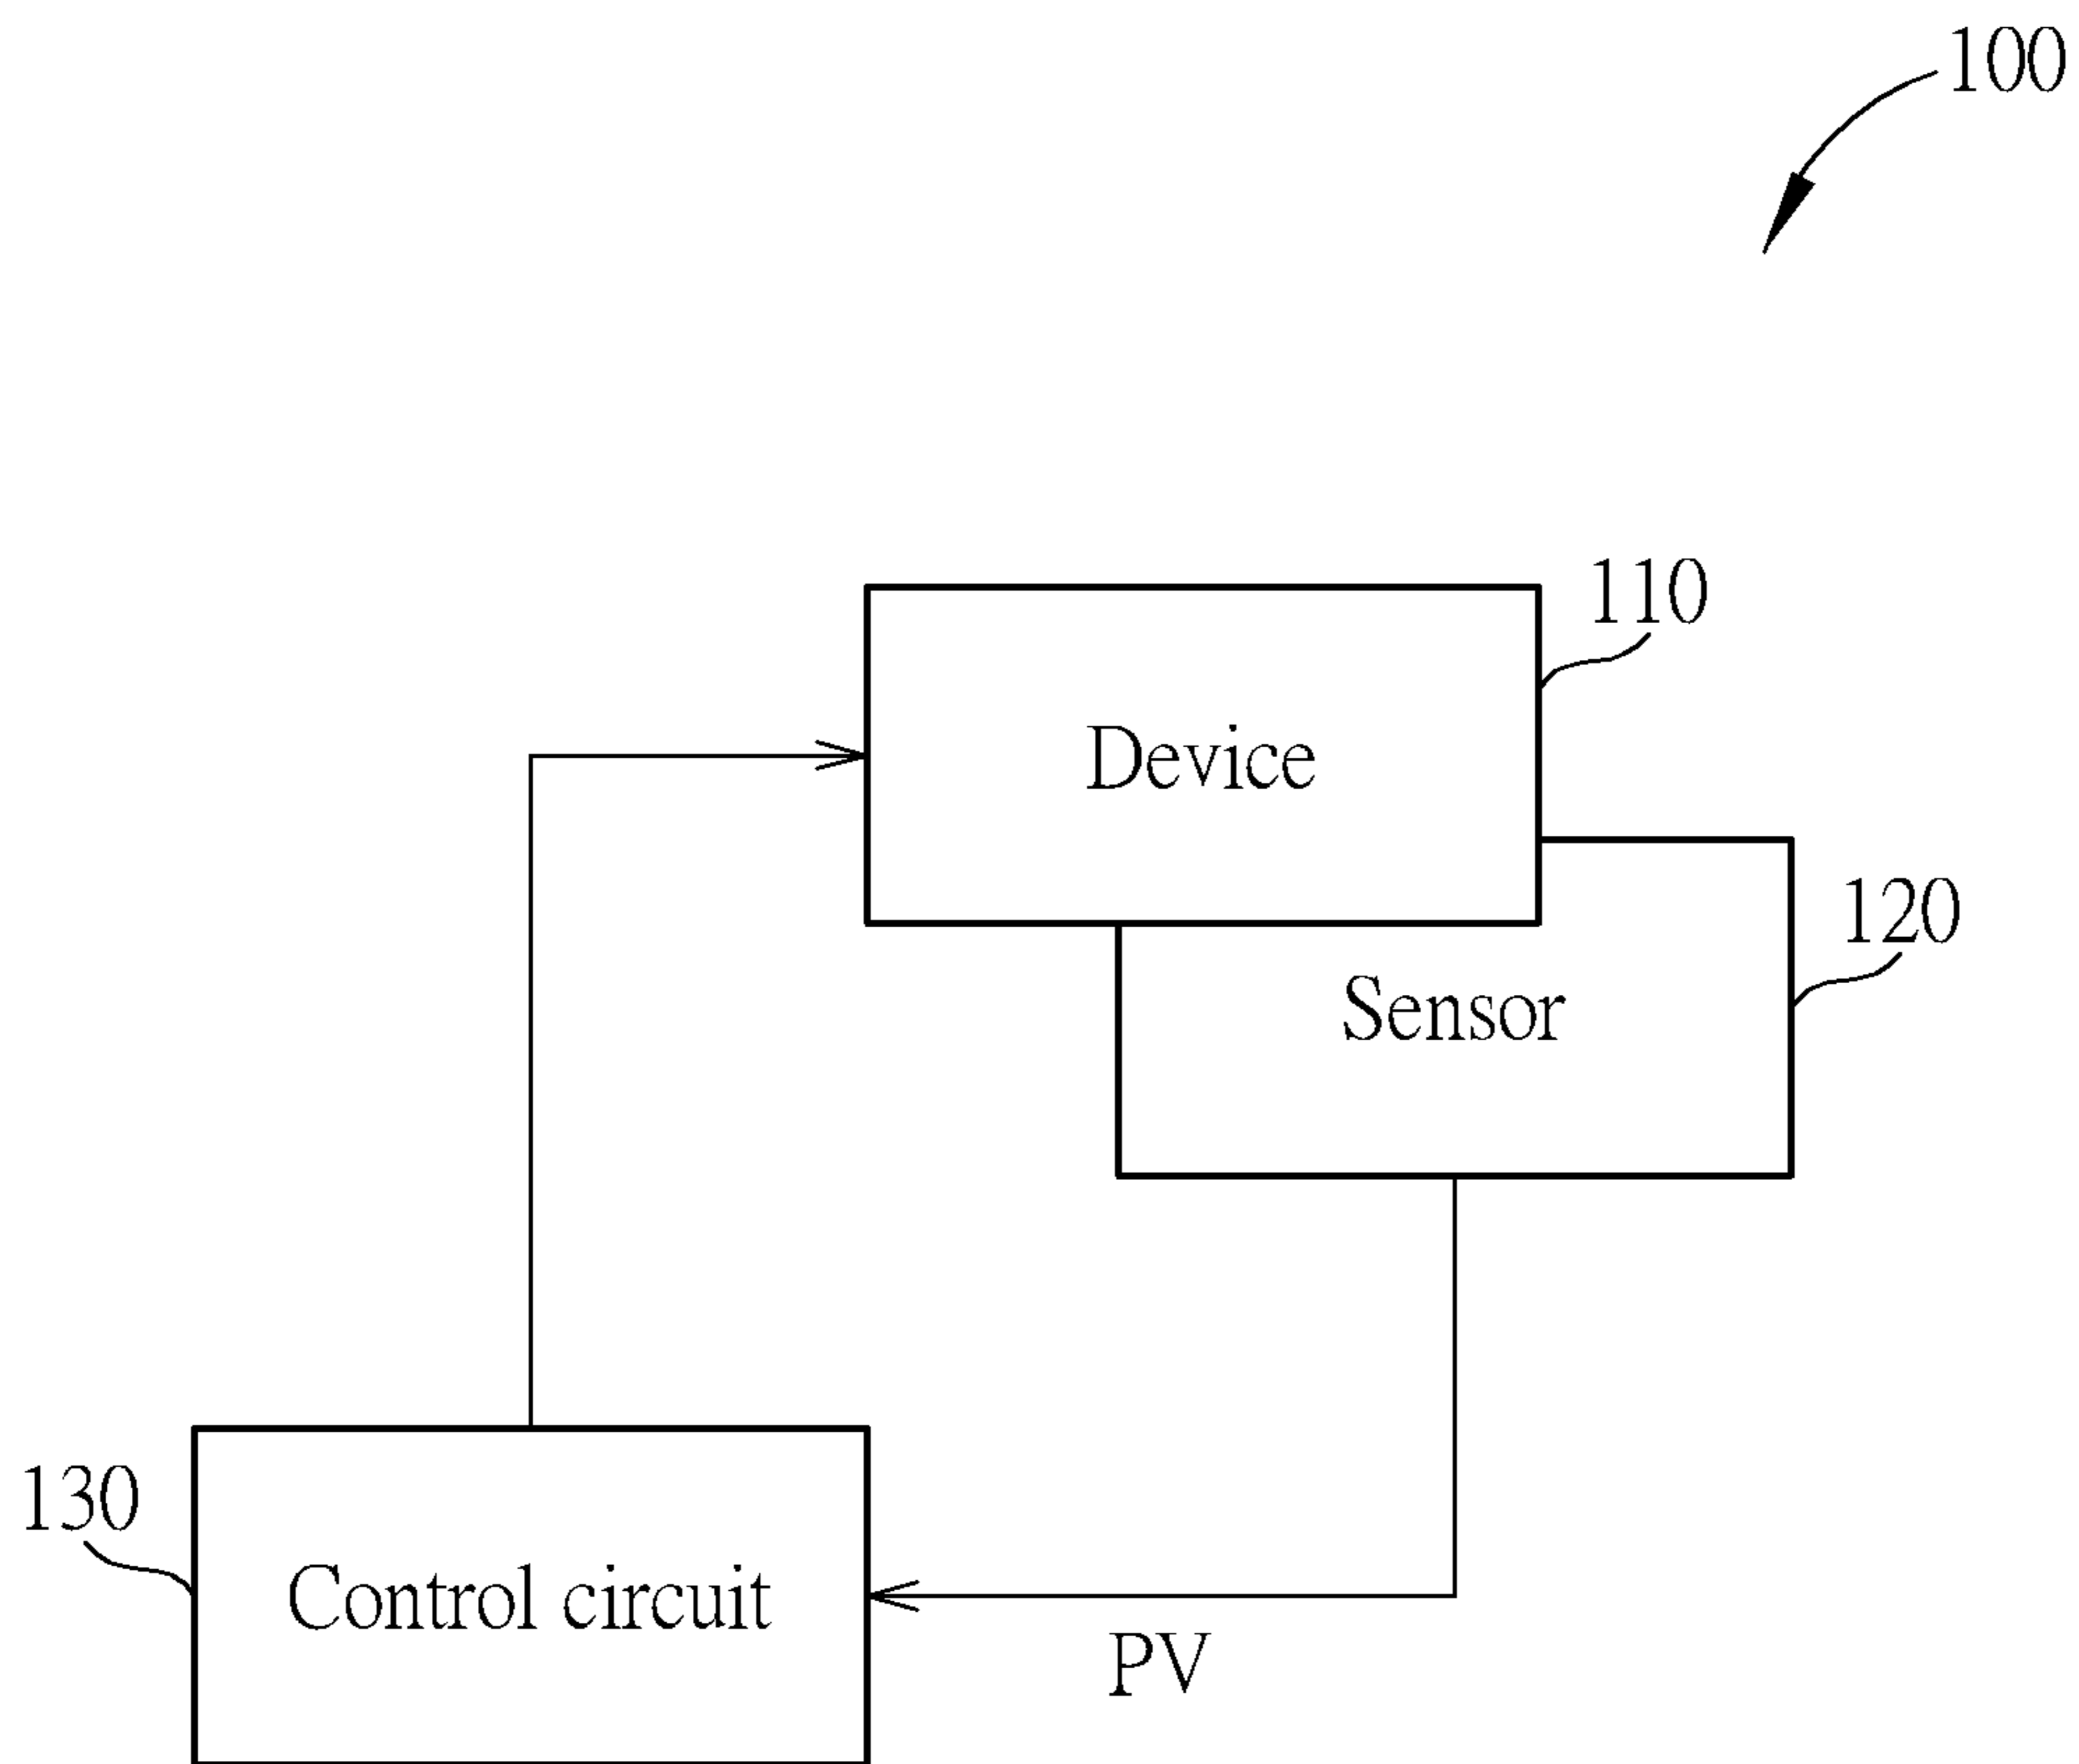 100
110
Device
120
Sensor
130
Control circuit
PV